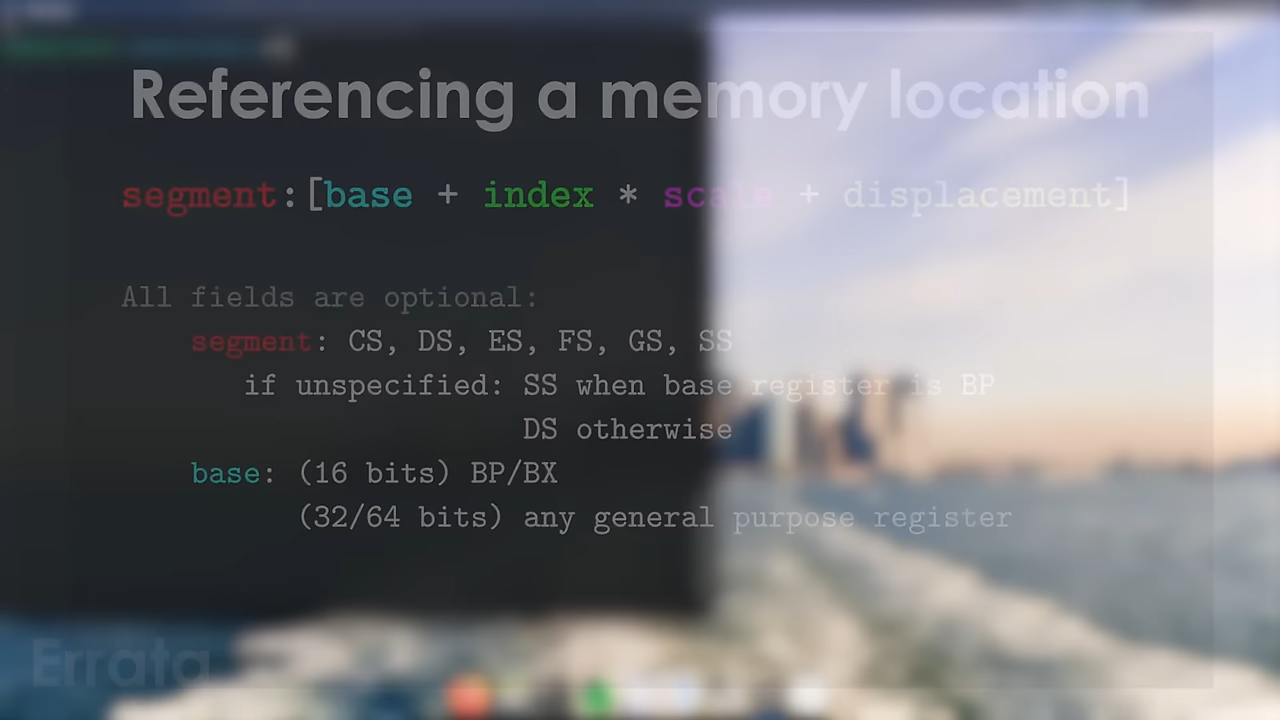 Referencing a memory location
segment:[base + index * scale + displacement]
All fields are optional:
segment: CS, DS, ES, FS, GS, SS
if unspecified: SS when base register is BP
DS otherwise
base: (16 bits) BP/BX
(32/64 bits) any general purpose register
Errata